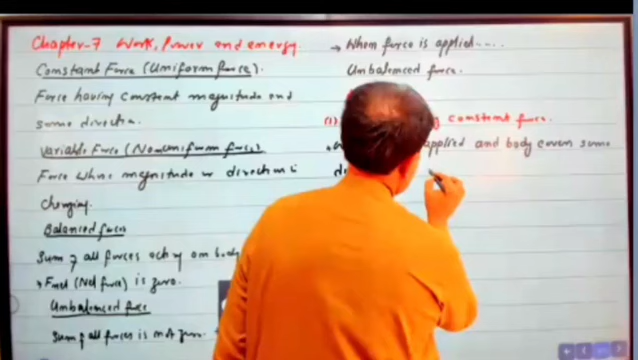 Chapter-7 Work, Power and energy.
Constant Force (Uniform force).
Force having constant magnitude and
same direction.
Variable Force (Non-uniform force)
Force whose magnitude or direction is
changing.
Balanced forces
Sum of all forces acting on body
→ Fnet (Net force) is zero.
Unbalanced force
Sum of all forces is not zero.
→ When force is applied.....
Unbalanced force.
(1) constant force.
applied and body covers some